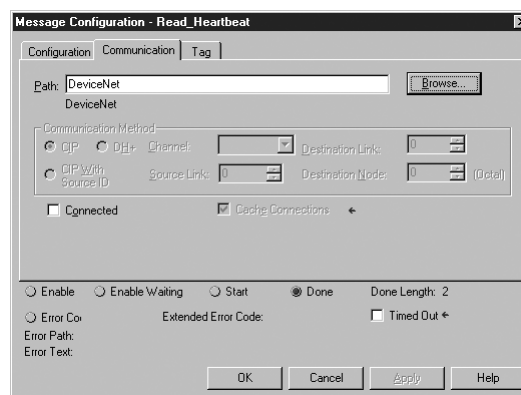 Message Configuration - Read_Heartbeat
Configuration Communication Tag
Path: DeviceNet Browse...
DeviceNet
Communication Method
CIP DH+ Channel: Destination Link: 0
CIP With Source ID Source Link: 0 Destination Node: 0 (Octal)
Connected Cache Connections ←
Enable Enable Waiting Start Done Done Length: 2
Error Co Extended Error Code: Timed Out ←
Error Path:
Error Text:
OK Cancel Apply Help